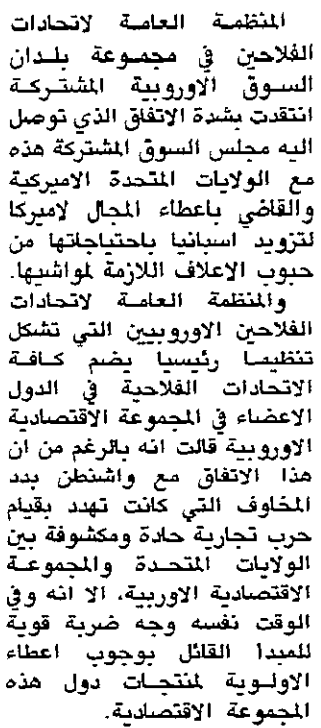 المنظمة العامة لاتحادات
الفلاحين في مجموعة بلدان
السوق الاوروبية المشتركة
انتقدت بشدة الاتفاق الذي توصل
اليه مجلس السوق المشتركة هذه
مع الولايات المتحدة الاميركية
والقاضي باعطاء المجال لاميركا
لتزويد اسبانيا باحتياجاتها من
حبوب الاعلاف اللازمة لمواشيها.
والمنظمة العامة لاتحادات
الفلاحين الاوروبيين التي تشكل
تنظيما رئيسيا يضم كافة
الاتحادات الفلاحية في الدول
الاعضاء في المجموعة الاقتصادية
الاوروبية قالت انه بالرغم من ان
هذا الاتفاق مع واشنطن بدد
المخاوف التي كانت تهدد بقيام
حرب تجارية حادة ومكشوفة بين
الولايات المتحدة والمجموعة
الاقتصادية الاوربية، الا انه وفي
الوقت نفسه وجه ضربة قوية
للمبدا القائل بوجوب اعطاء
الاولوية لمنتجات دول هذه
المجموعة الاقتصادية.